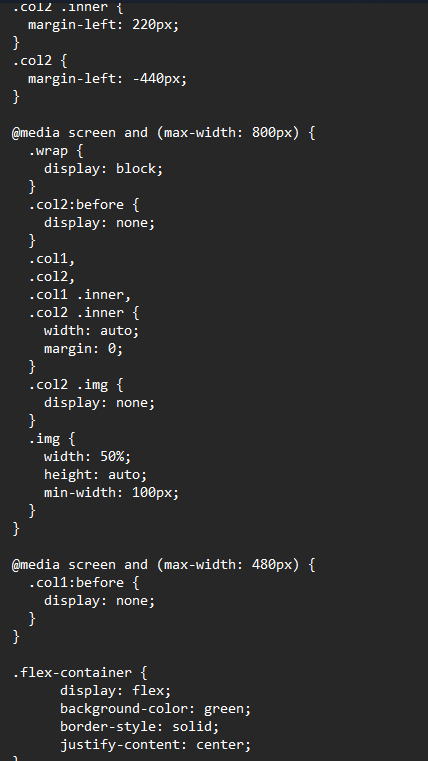 .col2 .inner {
  margin-left: 220px;
}
.col2 {
  margin-left: -440px;
}

@media screen and (max-width: 800px) {
  .wrap {
    display: block;
  }
  .col2:before {
    display: none;
  }
  .col1,
  .col2,
  .col1 .inner,
  .col2 .inner {
    width: auto;
    margin: 0;
  }
  .col2 .img {
    display: none;
  }
  .img {
    width: 50%;
    height: auto;
    min-width: 100px;
  }
}

@media screen and (max-width: 480px) {
  .col1:before {
    display: none;
  }
}

.flex-container {
      display: flex;
      background-color: green;
      border-style: solid;
      justify-content: center;
}